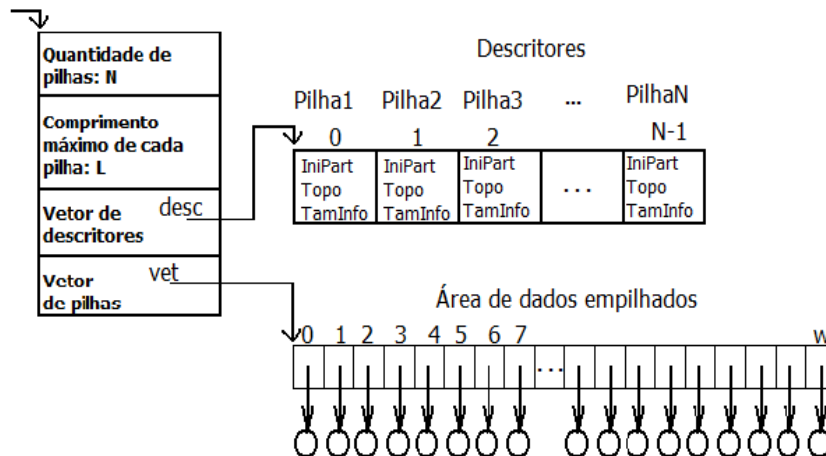 Quantidade de
pilhas: N
Comprimento
máximo de cada
pilha: L
Vetor de desc
descritores
Vetor vet
de pilhas
Descritores
Pilha1 Pilha2 Pilha3 ... PilhaN
0 1 2 N-1
IniPart IniPart IniPart IniPart
Topo Topo Topo ... Topo
TamInfo TamInfo TamInfo TamInfo
Área de dados empilhados
0 1 2 3 4 5 6 7 w
...